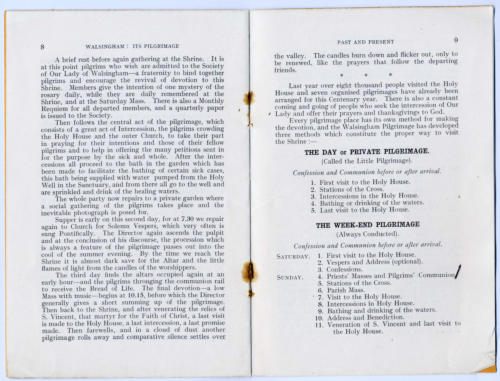 8 WALSINGHAM : ITS PILGRIMAGE
A brief rest before again gathering at the Shrine. It is
at this point pilgrims who wish are admitted to the Society
of Our Lady of Walsingham—a fraternity to bind together
pilgrims and encourage the revival of devotion to this
Shrine. Members give the intention of one mystery of the
rosary daily, while they are daily remembered at the
Shrine, and at the Saturday Mass. There is also a Monthly
Requiem for all departed members, and a quarterly paper
is issued to the Society.
Then follows the central act of the pilgrimage, which
consists of a great act of Intercession, the pilgrims crowding
the Holy House and the outer Church, to take their part
in praying for their intentions and those of their fellow
pilgrims and to help in offering the many petitions sent in
for the purpose by the sick and whole. After the inter-
cessions all proceed to the bath in the garden which has
been made to facilitate the bathing of certain sick cases,
this bath being supplied with water pumped from the Holy
Well in the Sanctuary, and from there all go to the well and
are sprinkled and drink of the healing waters.
The whole party now repairs to a private garden where
a social gathering of the pilgrims takes place and the
inevitable photograph is posed for.
Supper is early on this second day, for at 7.30 we repair
again to Church for Solemn Vespers, which very often is
sung Pontifically. The Director again ascends the pulpit
and at the conclusion of his discourse, the procession which
is always a feature of the pilgrimage passes out into the
cool of the summer evening. By the time we reach the
Shrine it is almost dark save for the Altar and the little
flames of light from the candles of the worshippers.
The third day finds the altars occupied again at an
early hour—and the pilgrims thronging the communion rail
to receive the Bread of Life. The final devotion—a low
Mass with music—begins at 10.15, before which the Director
generally gives a short summing up of the pilgrimage.
Then back to the Shrine, and after venerating the relics of
S. Vincent, that martyr for the Faith of Christ, a last visit
is made to the Holy House, a last intercession, a last promise
made. Then farewells, and in a cloud of dust another
pilgrimage rolls away and comparative silence settles over
PAST AND PRESENT 9
the valley. The candles burn down and flicker out, only to
be renewed, like the prayers that follow the departing
friends.
* * *
Last year over eight thousand people visited the Holy
House and seven organised pilgrimages have already been
arranged for this Centenary year. There is also a constant
coming and going of people who seek the intercession of Our
Lady and offer their prayers and thanksgivings to God.
Every pilgrimage place has its own method for making
the devotion, and the Walsingham Pilgrimage has developed
three methods which constitute the proper way to visit
the Shrine :—
THE DAY or PRIVATE PILGRIMAGE.
(Called the Little Pilgrimage).
Confession and Communion before or after arrival.
1. First visit to the Holy House.
2. Stations of the Cross.
3. Intercessions in the Holy House.
4. Bathing or drinking of the waters.
5. Last visit to the Holy House.
THE WEEK-END PILGRIMAGE
(Always Conducted).
Confession and Communion before or after arrival.
SATURDAY. 1. First visit to the Holy House.
2. Vespers and Address (optional).
3. Confessions.
SUNDAY. 4. Priests' Masses and Pilgrims' Communion
5. Stations of the Cross.
6. Parish Mass.
7. Visit to the Holy House.
8. Intercessions in Holy House.
9. Bathing and drinking of the waters.
10. Address and Benediction.
11. Veneration of S. Vincent and last visit to
the Holy House.